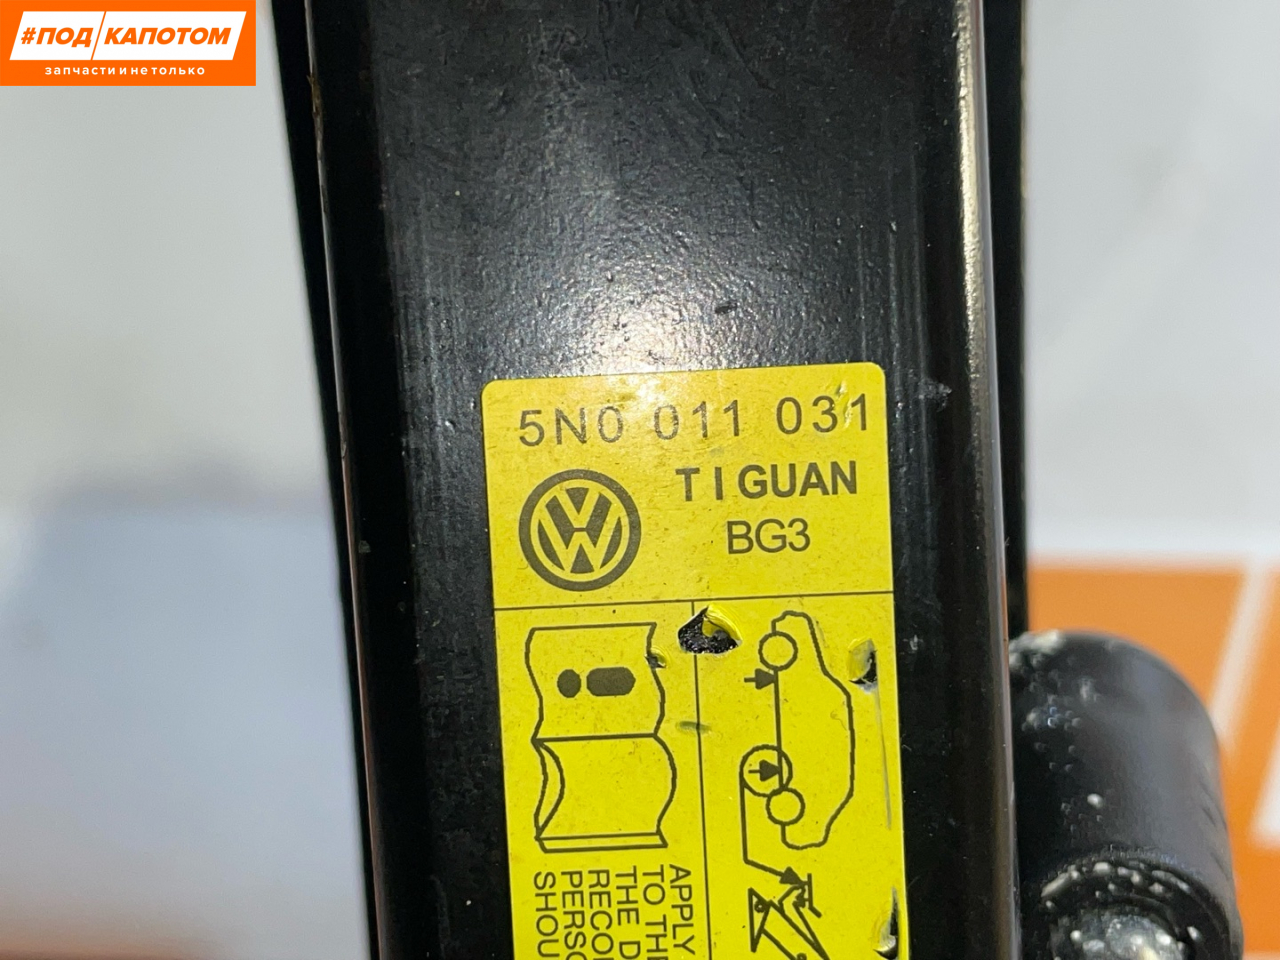 #ПОД КАПОТОМ
запчасти и не только
5N0 011 031
TIGUAN
BG3
APPLY
TO THE
THE D
RECO
PERSO
SHOU